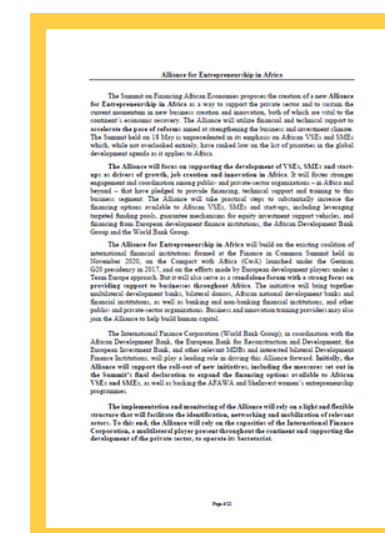 Alliance for Entrepreneurship in Africa
The Summit on Financing African Economies proposes the creation of a new Alliance
for Entrepreneurship in Africa as a way to support the private sector and to sustain the
current momentum in new business creation and innovation, both of which are vital to the
continent's economic recovery. The Alliance will utilize financial and technical support to
accelerate the pace of reforms aimed at strengthening the business and investment climate.
The Summit held on 18 May is unprecedented in its emphasis on African VSEs and SMEs
which, while not overlooked entirely, have ranked low on the list of priorities in the global
development agenda as it applies to Africa.
The Alliance will focus on supporting the development of VSEs, SMEs and start-
ups as drivers of growth, job creation and innovation in Africa. It will foster stronger
engagement and coordination among public- and private-sector organizations – in Africa and
beyond – that have pledged to provide financing, technical support and training to this
business segment. The Alliance will take practical steps to substantially increase the
financing options available to African VSEs, SMEs and start-ups, including leveraging
targeted funding pools, guarantee mechanisms for equity investment support vehicles, and
financing from European development finance institutions, the African Development Bank
Group and the World Bank Group.
The Alliance for Entrepreneurship in Africa will build on the existing coalition of
international financial institutions formed at the Finance in Common Summit held in
November 2020, on the Compact with Africa (CwA) launched under the German
G20 presidency in 2017, and on the efforts made by European development players under a
Team Europe approach. But it will also serve as a standalone forum with a strong focus on
providing support to businesses throughout Africa. The initiative will bring together
multilateral development banks, bilateral donors, African national development banks and
financial institutions, as well as banking and non-banking financial institutions, and other
public- and private-sector organizations. Business and innovation training providers may also
join the Alliance to help build human capital.
The International Finance Corporation (World Bank Group), in coordination with the
African Development Bank, the European Bank for Reconstruction and Development, the
European Investment Bank, and other relevant MDBs and interested bilateral Development
Finance Institutions, will play a leading role in driving this Alliance forward. Initially, the
Alliance will support the roll-out of new initiatives, including the measures set out in
the Summit's final declaration to expand the financing options available to African
VSEs and SMEs, as well as backing the AFAWA and SheInvest women's entrepreneurship
programmes.
The implementation and monitoring of the Alliance will rely on a light and flexible
structure that will facilitate the identification, networking and mobilization of relevant
actors. To this end, the Alliance will rely on the capacities of the International Finance
Corporation, a multilateral player present throughout the continent and supporting the
development of the private sector, to operate its Secretariat.